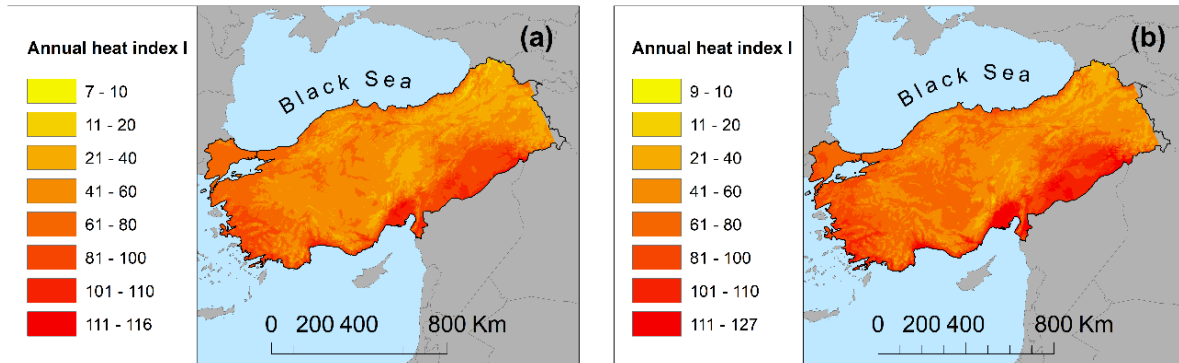 Annual heat index I
7 - 10
11 - 20
21 - 40
41 - 60
61 - 80
81 - 100
101 - 110
111 - 116
(a)
Black Sea
0 200 400 800 Km
Annual heat index I
9 - 10
11 - 20
21 - 40
41 - 60
61 - 80
81 - 100
101 - 110
111 - 127
(b)
Black Sea
0 200 400 800 Km